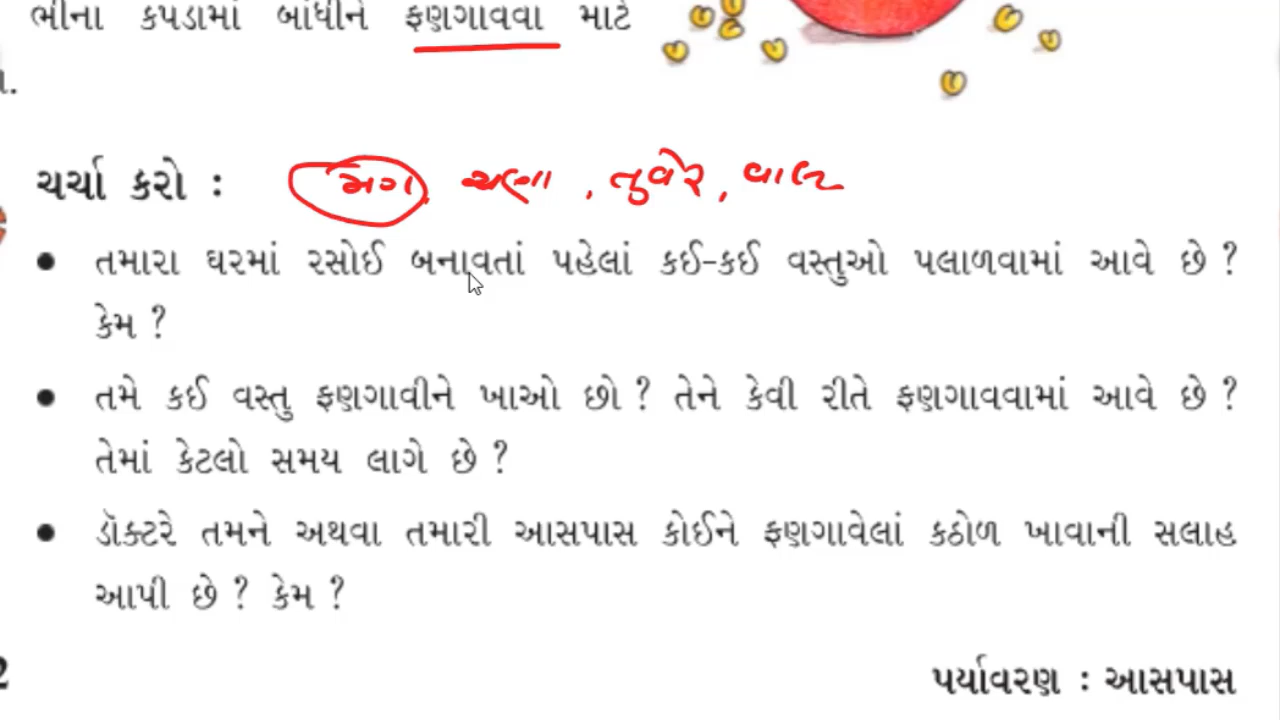 ભીના કપડામાં બાંધીને ફણગાવવા માટે
ચર્ચા કરો : મગ, ચણા, તુવેર, વાલ
• તમારા ઘરમાં રસોઈ બનાવતાં પહેલાં કઈ-કઈ વસ્તુઓ પલાળવામાં આવે છે ?
કેમ ?
• તમે કઈ વસ્તુ ફણગાવીને ખાઓ છો ? તેને કેવી રીતે ફણગાવવામાં આવે છે ?
તેમાં કેટલો સમય લાગે છે ?
• ડૉક્ટરે તમને અથવા તમારી આસપાસ કોઈને ફણગાવેલાં કઠોળ ખાવાની સલાહ
આપી છે ? કેમ ?
2 પર્યાવરણ : આસપાસ